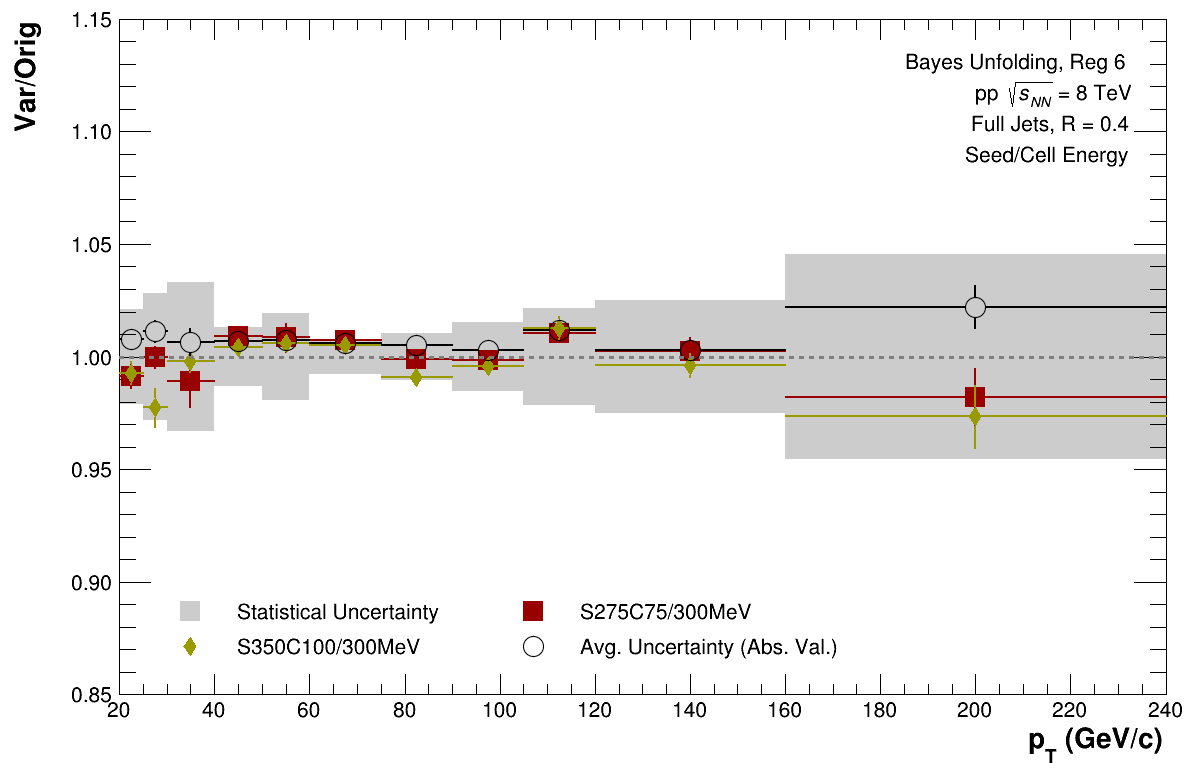 Var/Orig
1.15
1.10
1.05
1.00
0.95
0.90
0.85
Bayes Unfolding, Reg 6
pp √s_NN = 8 TeV
Full Jets, R = 0.4
Seed/Cell Energy
Statistical Uncertainty
S275C75/300MeV
S350C100/300MeV
Avg. Uncertainty (Abs. Val.)
20 40 60 80 100 120 140 160 180 200 220 240
p_T (GeV/c)